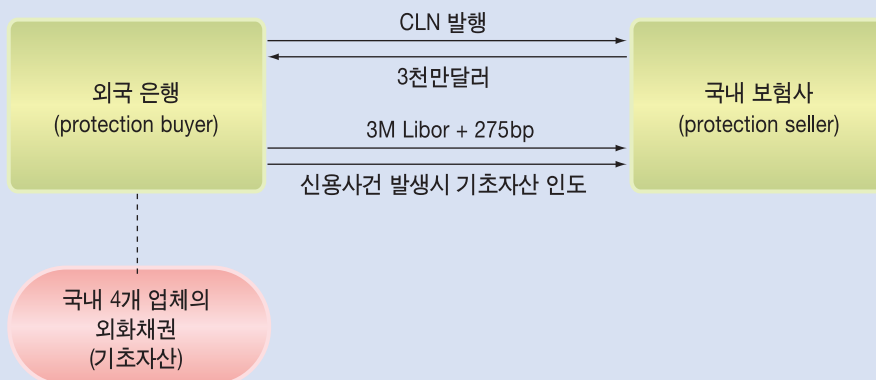 CLN 발행
3천만달러
외국 은행
(protection buyer)
국내 보험사
(protection seller)
3M Libor + 275bp
신용사건 발생시 기초자산 인도
국내 4개 업체의
외화채권
(기초자산)